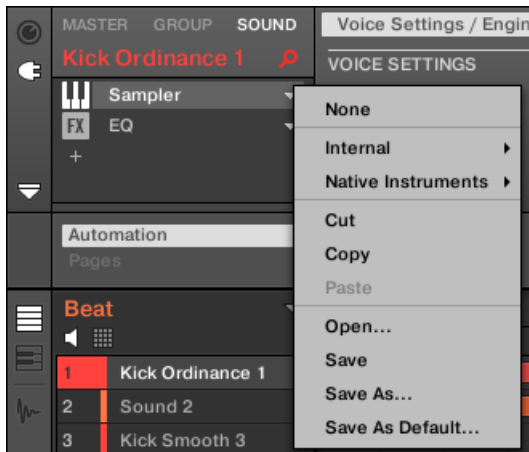 MASTER GROUP SOUND
Kick Ordinance 1
Voice Settings / Engin
VOICE SETTINGS
Sampler
FX EQ
+
None
Internal
Native Instruments
Cut
Copy
Paste
Open...
Save
Save As...
Save As Default...
Automation
Pages
Beat
1 Kick Ordinance 1
2 Sound 2
3 Kick Smooth 3